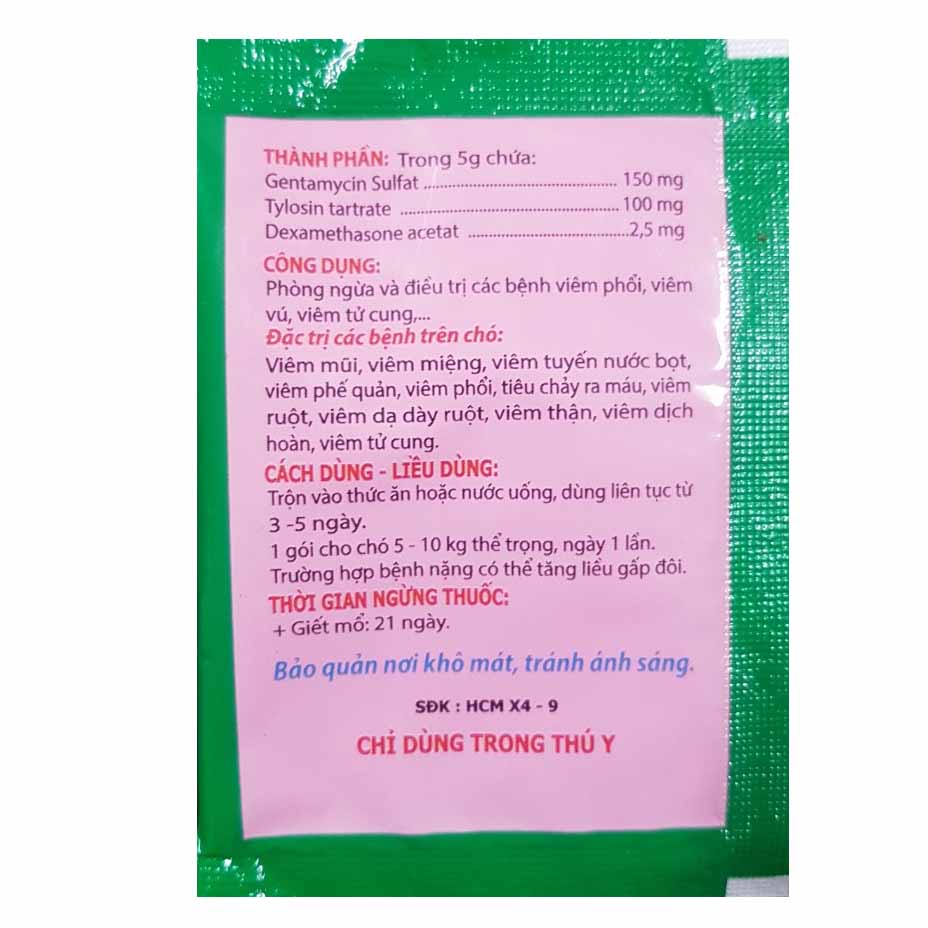 THÀNH PHẦN: Trong 5g chứa:
Gentamycin Sulfat ........................................ 150 mg
Tylosin tartrate ............................................. 100 mg
Dexamethasone acetat .................................2,5 mg
CÔNG DỤNG:
Phòng ngừa và điều trị các bệnh viêm phổi, viêm
vú, viêm tử cung,...
Đặc trị các bệnh trên chó:
Viêm mũi, viêm miệng, viêm tuyến nước bọt,
viêm phế quản, viêm phổi, tiêu chảy ra máu, viêm
ruột, viêm dạ dày ruột, viêm thận, viêm dịch
hoàn, viêm tử cung.
CÁCH DÙNG - LIỀU DÙNG:
Trộn vào thức ăn hoặc nước uống, dùng liên tục từ
3 -5 ngày.
1 gói cho chó 5 - 10 kg thể trọng, ngày 1 lần.
Trường hợp bệnh nặng có thể tăng liều gấp đôi.
THỜI GIAN NGỪNG THUỐC:
+ Giết mổ: 21 ngày.
Bảo quản nơi khô mát, tránh ánh sáng.
SĐK : HCM X4 - 9
CHỈ DÙNG TRONG THÚ Y